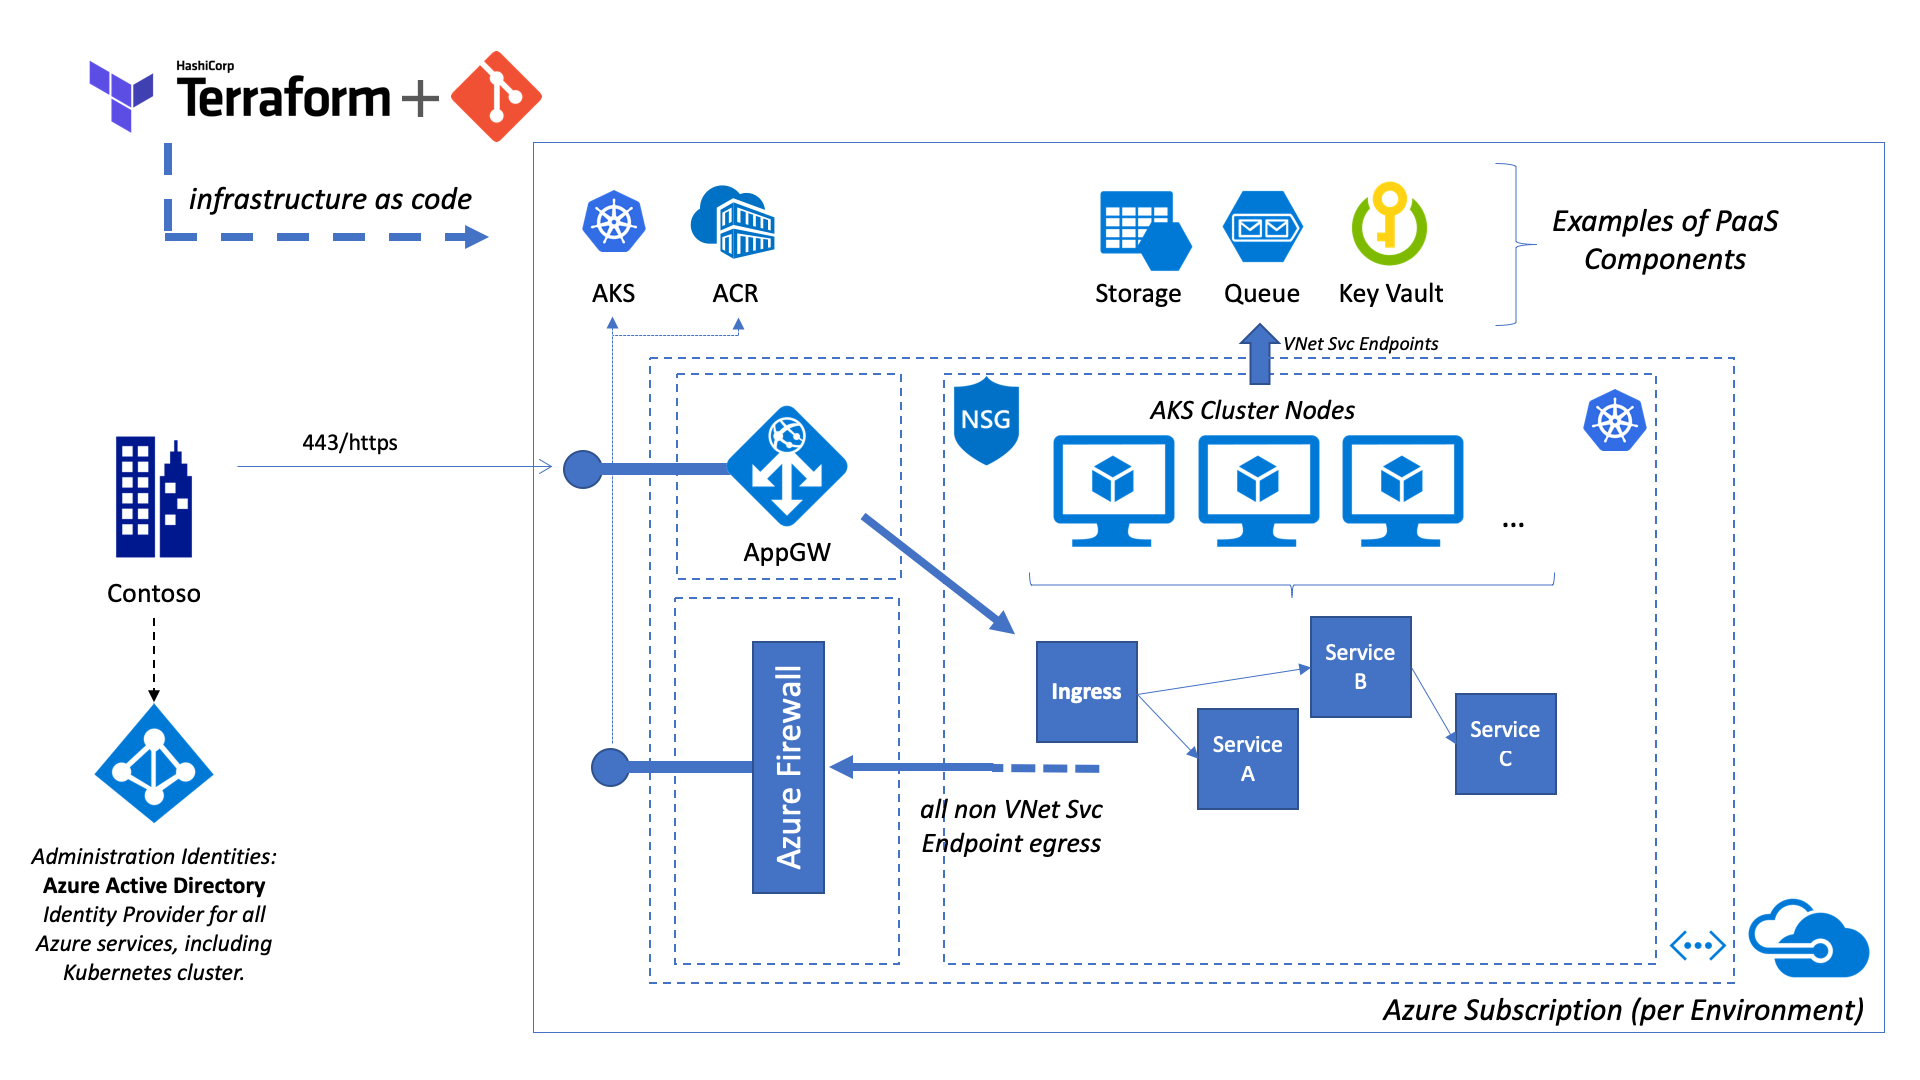 HashiCorp
Terraform
+
infrastructure as code
AKS
ACR
Storage
Queue
Key Vault
Examples of PaaS
Components
VNet Svc Endpoints
NSG
AKS Cluster Nodes
443/https
...
Contoso
AppGW
Ingress
Service
B
Service
A
Service
C
Azure Firewall
all non VNet Svc
Endpoint egress
Administration Identities:
Azure Active Directory
Identity Provider for all
Azure services, including
Kubernetes cluster.
Azure Subscription (per Environment)